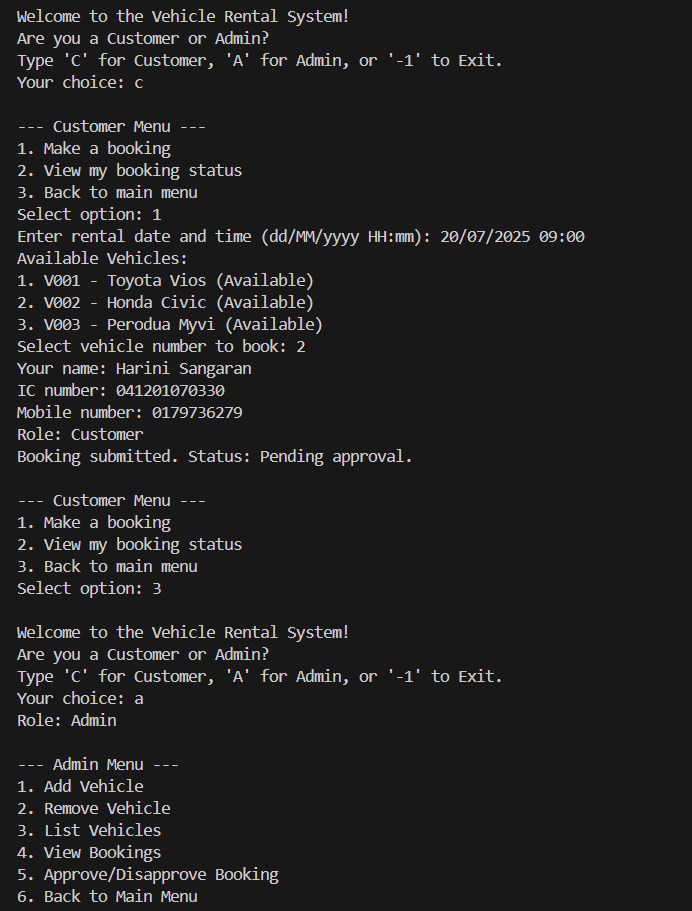 Welcome to the Vehicle Rental System!
Are you a Customer or Admin?
Type 'C' for Customer, 'A' for Admin, or '-1' to Exit.
Your choice: c
--- Customer Menu ---
1. Make a booking
2. View my booking status
3. Back to main menu
Select option: 1
Enter rental date and time (dd/MM/yyyy HH:mm): 20/07/2025 09:00
Available Vehicles:
1. V001 - Toyota Vios (Available)
2. V002 - Honda Civic (Available)
3. V003 - Perodua Myvi (Available)
Select vehicle number to book: 2
Your name: Harini Sangaran
IC number: 041201070330
Mobile number: 0179736279
Role: Customer
Booking submitted. Status: Pending approval.
--- Customer Menu ---
1. Make a booking
2. View my booking status
3. Back to main menu
Select option: 3
Welcome to the Vehicle Rental System!
Are you a Customer or Admin?
Type 'C' for Customer, 'A' for Admin, or '-1' to Exit.
Your choice: a
Role: Admin
--- Admin Menu ---
1. Add Vehicle
2. Remove Vehicle
3. List Vehicles
4. View Bookings
5. Approve/Disapprove Booking
6. Back to Main Menu